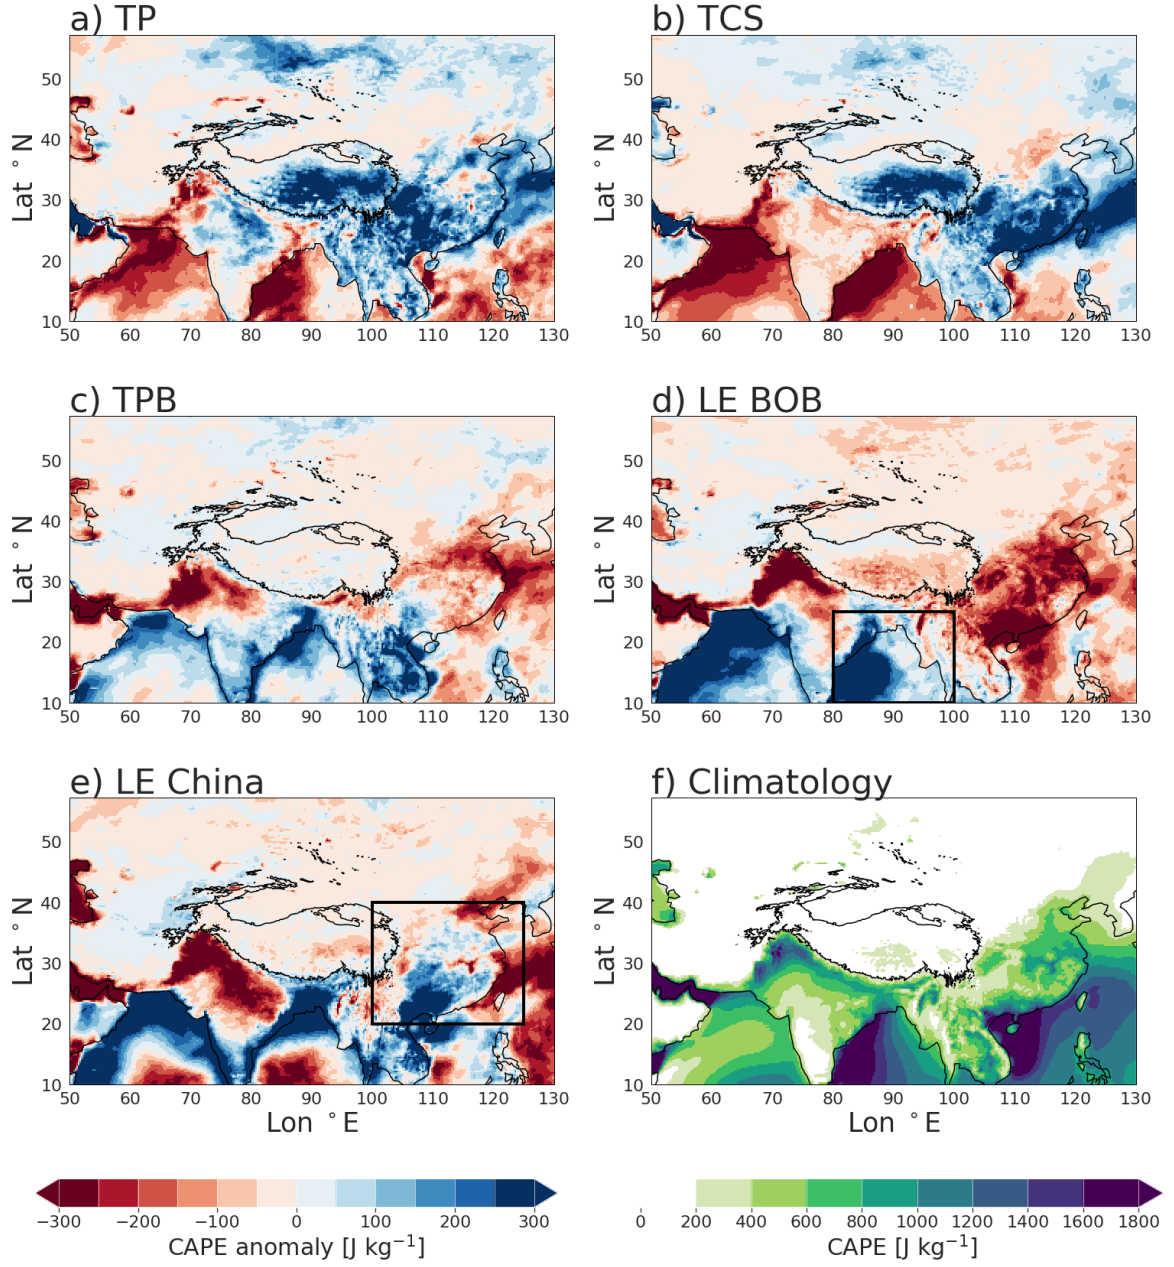 a) TP
b) TCS
50
40
30
20
10
Lat °N
50 60 70 80 90 100 110 120 130
50
40
30
20
10
Lat °N
50 60 70 80 90 100 110 120 130
c) TPB
d) LE BOB
50
40
30
20
10
Lat °N
50 60 70 80 90 100 110 120 130
50
40
30
20
10
Lat °N
50 60 70 80 90 100 110 120 130
e) LE China
f) Climatology
50
40
30
20
10
Lat °N
50 60 70 80 90 100 110 120 130
Lon °E
50
40
30
20
10
Lat °N
50 60 70 80 90 100 110 120 130
Lon °E
−300 −200 −100 0 100 200 300
CAPE anomaly [J kg⁻¹]
0 200 400 600 800 1000 1200 1400 1600 1800
CAPE [J kg⁻¹]